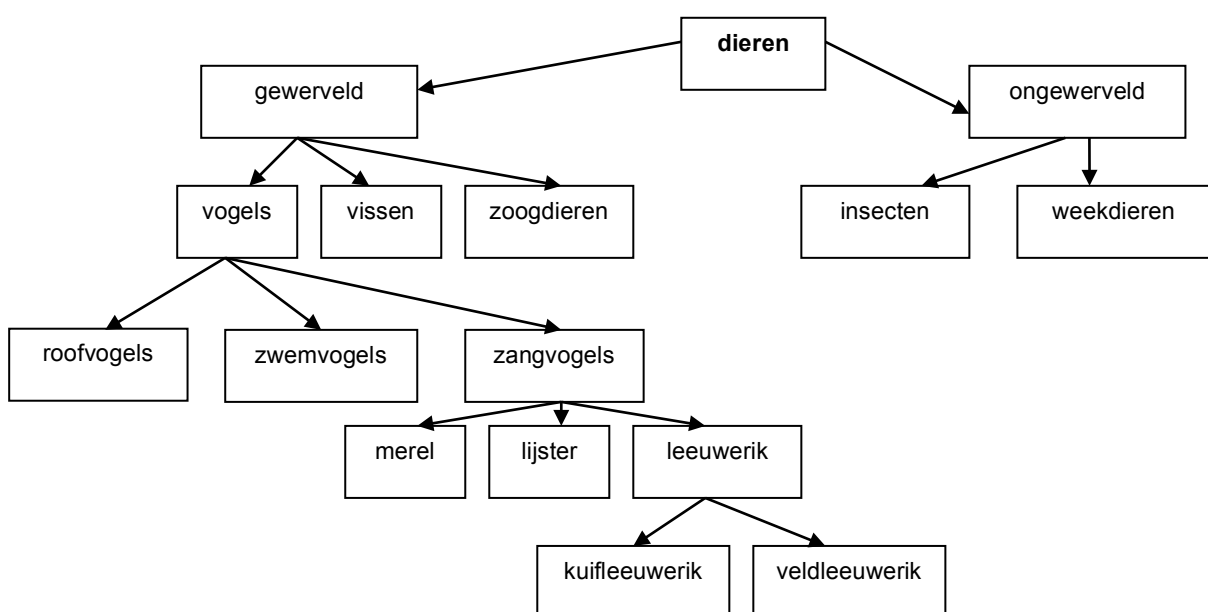 dieren
gewerveld
ongewerveld
vogels
vissen
zoogdieren
insecten
weekdieren
roofvogels
zwemvogels
zangvogels
merel
lijster
leeuwerik
kuifleeuwerik
veldleeuwerik